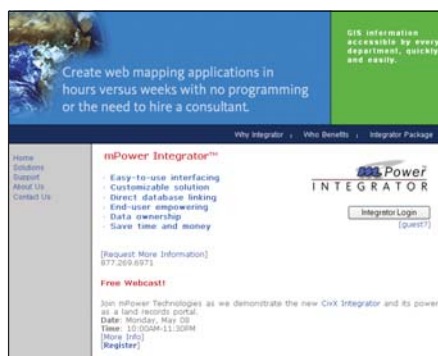 GIS information
accessible by every
department, quickly
and easily.
Create web mapping applications in
hours versus weeks with no programming
or the need to hire a consultant.
Why Integrator
Who Benefits
Integrator Package
Home
Solutions
Support
About Us
Contact Us
mPower Integrator™
Easy-to-use interfacing
Customizable solution
Direct database linking
End-user empowering
Data ownership
Save time and money
mPower
INTEGRATOR
Integrator Login
[guest?]
[Request More Information]
877.269.6971
Free Webcast!
Join mPower Technologies as we demonstrate the new CivX Integrator and its power
as a land records portal.
Date: Monday, May 08
Time: 10:00AM-11:30PM
[More Info]
[Register]